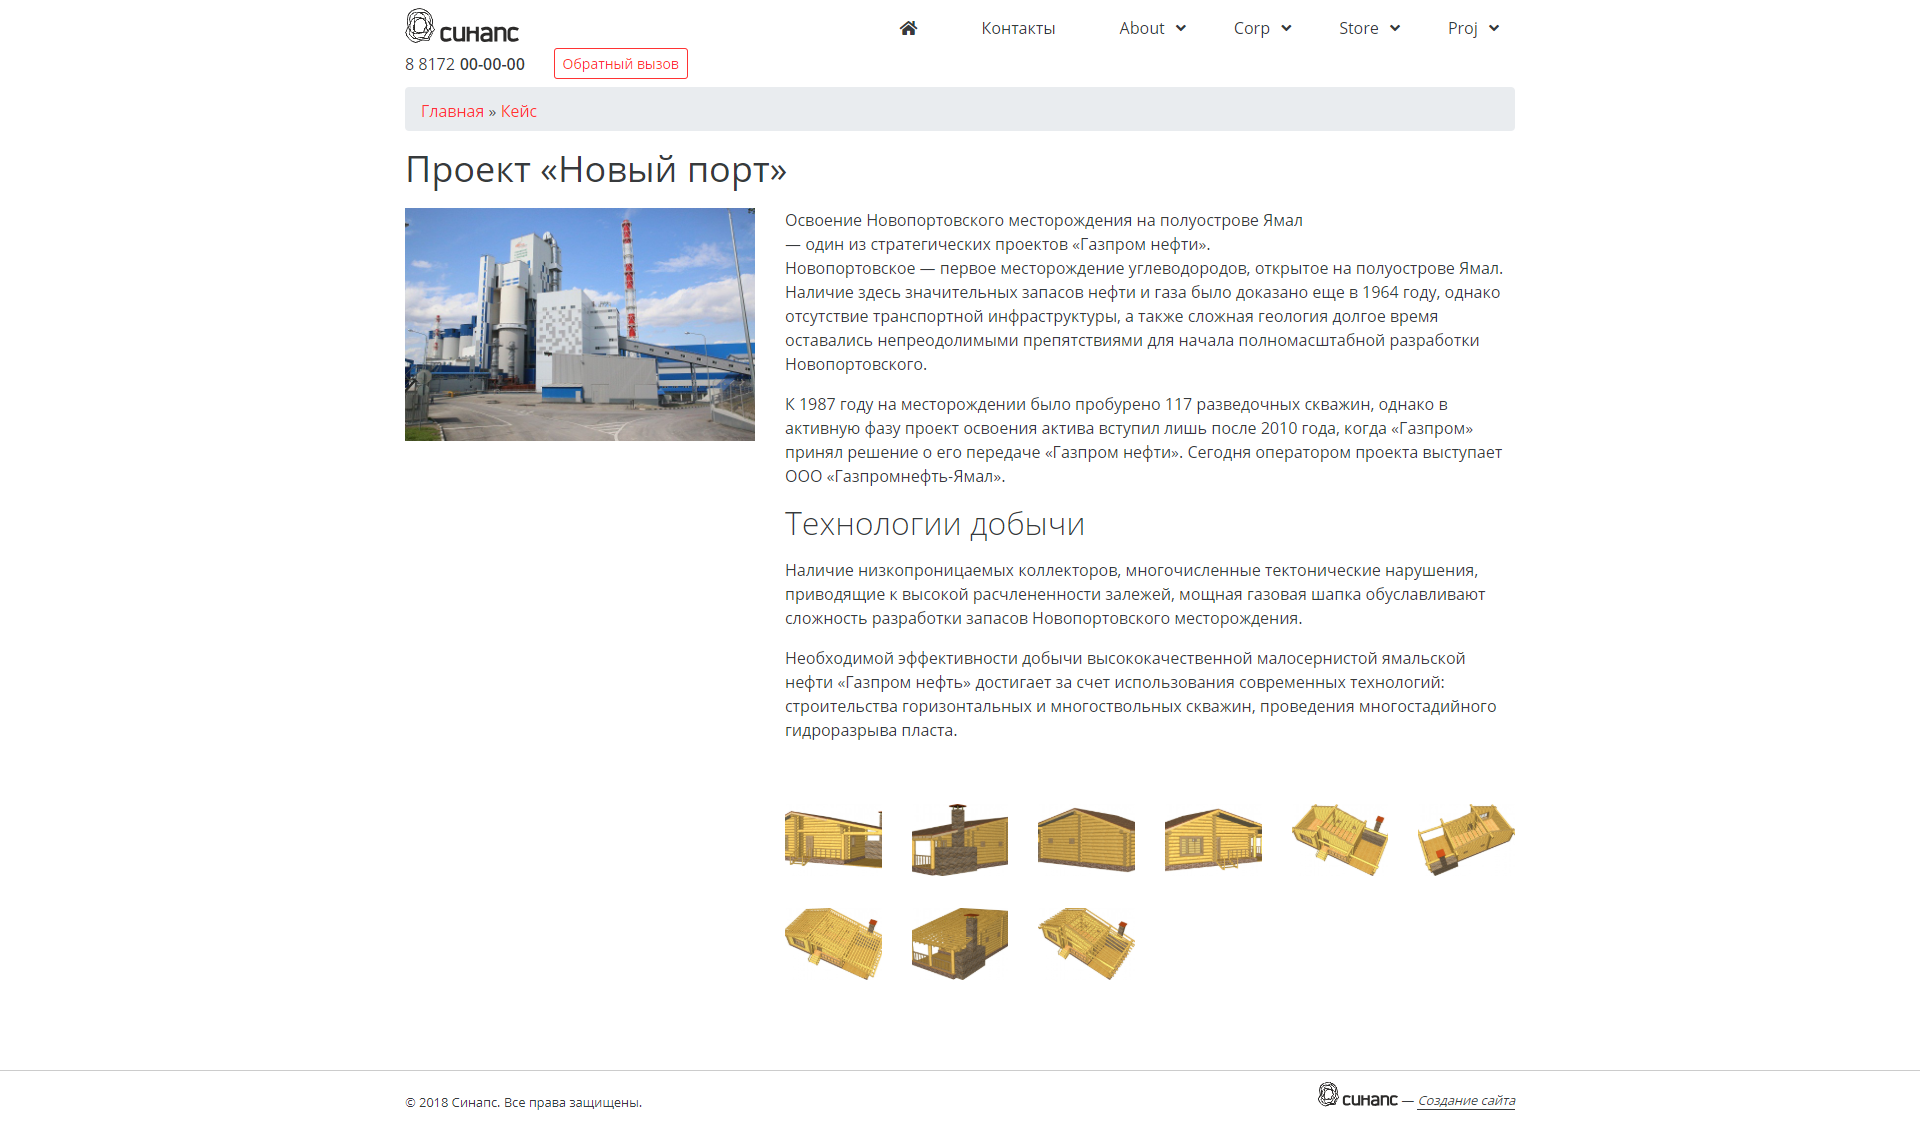 синапс
Контакты
About
Corp
Store
Proj
8 8172 00-00-00
Обратный вызов
Главная » Кейс
Проект «Новый порт»
Освоение Новопортовского месторождения на полуострове Ямал
— один из стратегических проектов «Газпром нефти».
Новопортовское — первое месторождение углеводородов, открытое на полуострове Ямал.
Наличие здесь значительных запасов нефти и газа было доказано еще в 1964 году, однако
отсутствие транспортной инфраструктуры, а также сложная геология долгое время
оставались непреодолимыми препятствиями для начала полномасштабной разработки
Новопортовского.
К 1987 году на месторождении было пробурено 117 разведочных скважин, однако в
активную фазу проект освоения актива вступил лишь после 2010 года, когда «Газпром»
принял решение о его передаче «Газпром нефти». Сегодня оператором проекта выступает
ООО «Газпромнефть-Ямал».
Технологии добычи
Наличие низкопроницаемых коллекторов, многочисленные тектонические нарушения,
приводящие к высокой расчлененности залежей, мощная газовая шапка обуславливают
сложность разработки запасов Новопортовского месторождения.
Необходимой эффективности добычи высококачественной малосернистой ямальской
нефти «Газпром нефть» достигает за счет использования современных технологий:
строительства горизонтальных и многоствольных скважин, проведения многостадийного
гидроразрыва пласта.
© 2018 Синапс. Все права защищены.
синапс — Создание сайта